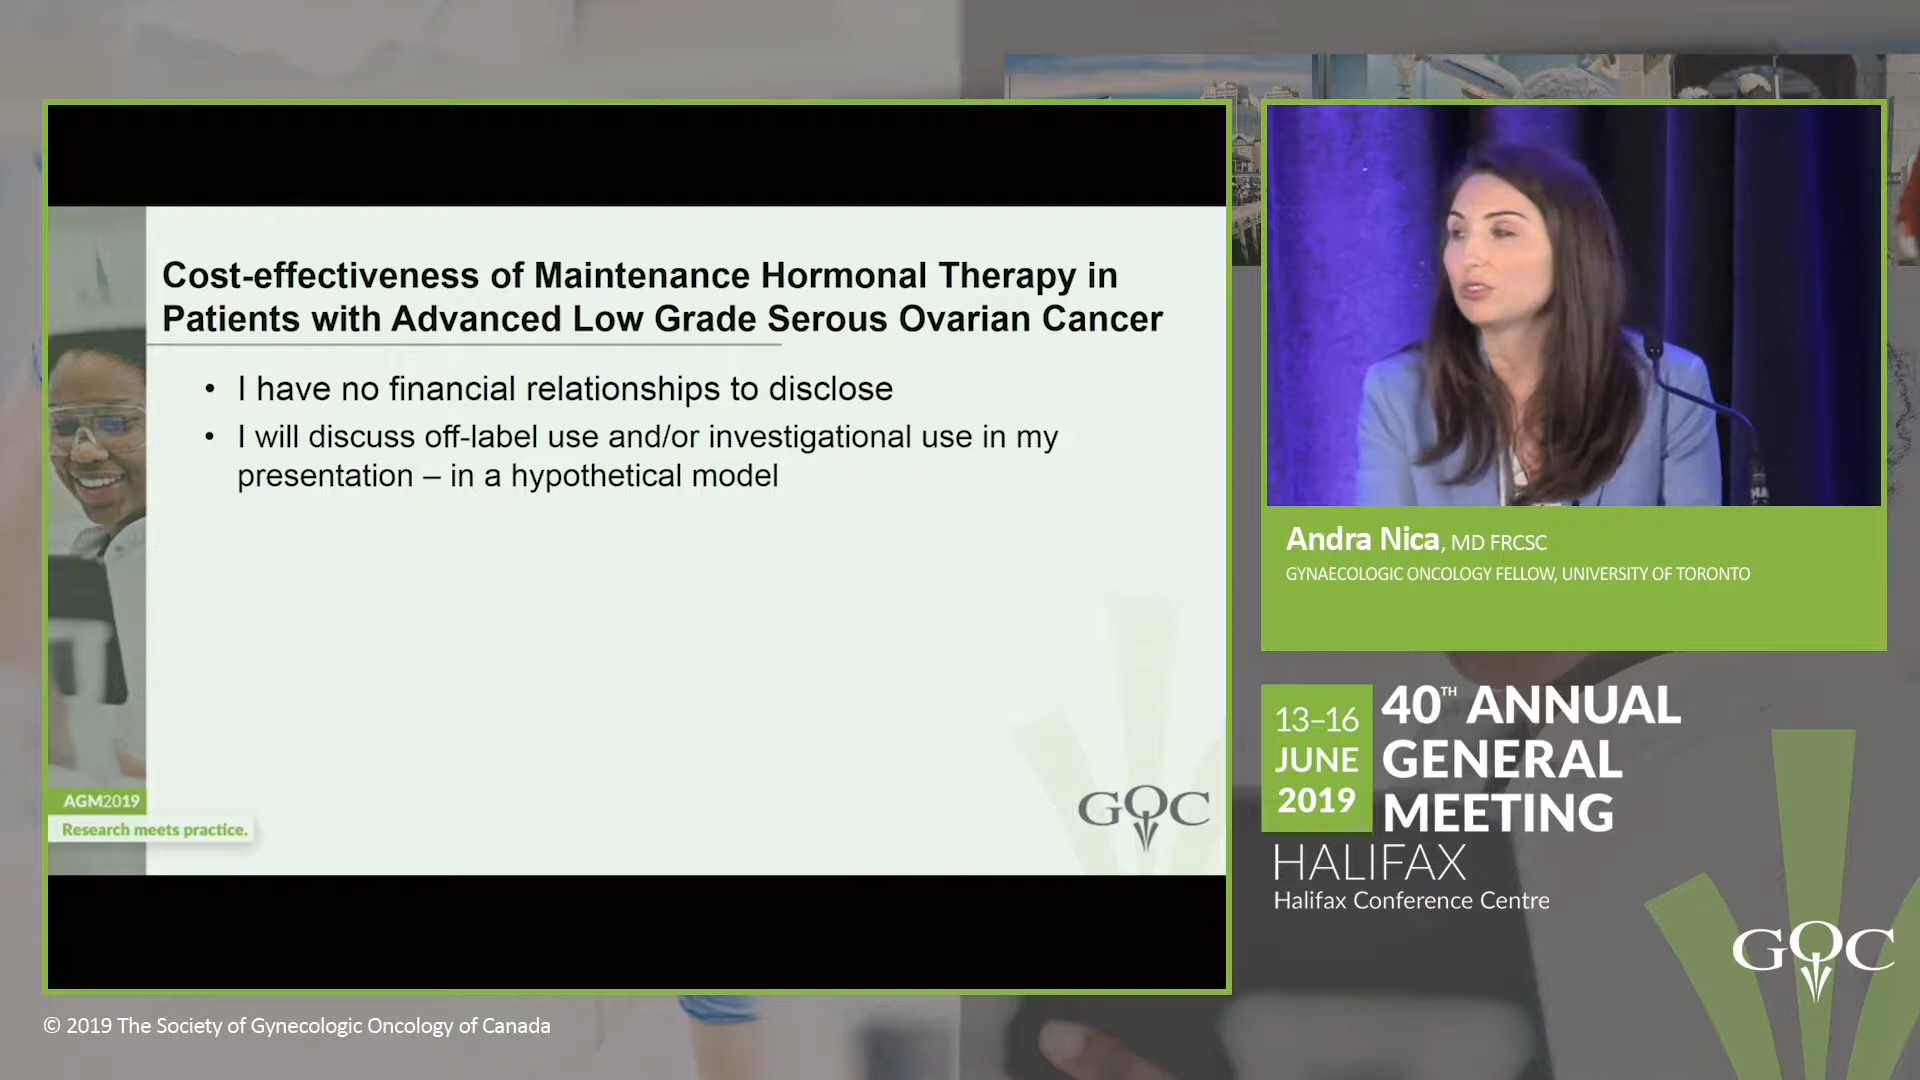 Cost-effectiveness of Maintenance Hormonal Therapy in
Patients with Advanced Low Grade Serous Ovarian Cancer
• I have no financial relationships to disclose
• I will discuss off-label use and/or investigational use in my
presentation – in a hypothetical model
AGM2019
Research meets practice.
GOC
Andra Nica, MD FRCSC
GYNAECOLOGIC ONCOLOGY FELLOW, UNIVERSITY OF TORONTO
13–16
JUNE
2019
40TH ANNUAL
GENERAL
MEETING
HALIFAX
Halifax Conference Centre
GOC
© 2019 The Society of Gynecologic Oncology of Canada